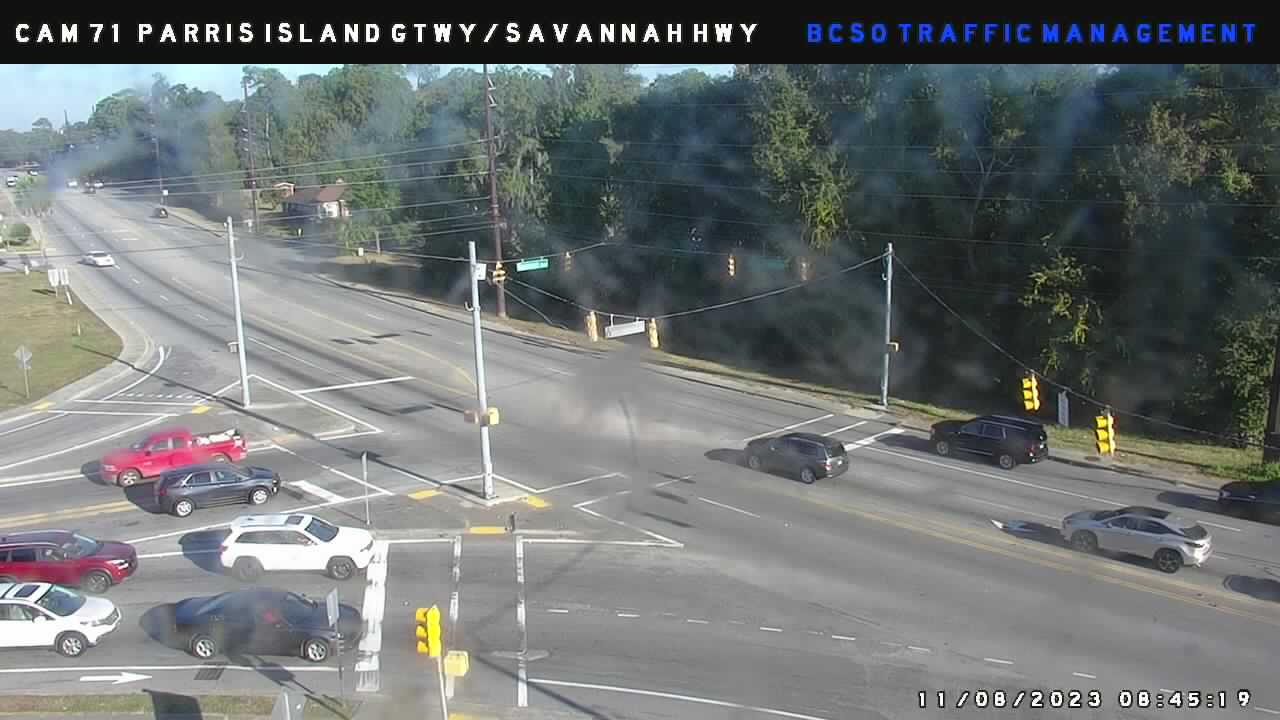 CAM 71 PARRIS ISLAND GTWY/SAVANNAH HWY
BCSO TRAFFIC MANAGEMENT
11/08/2023 08:45:19